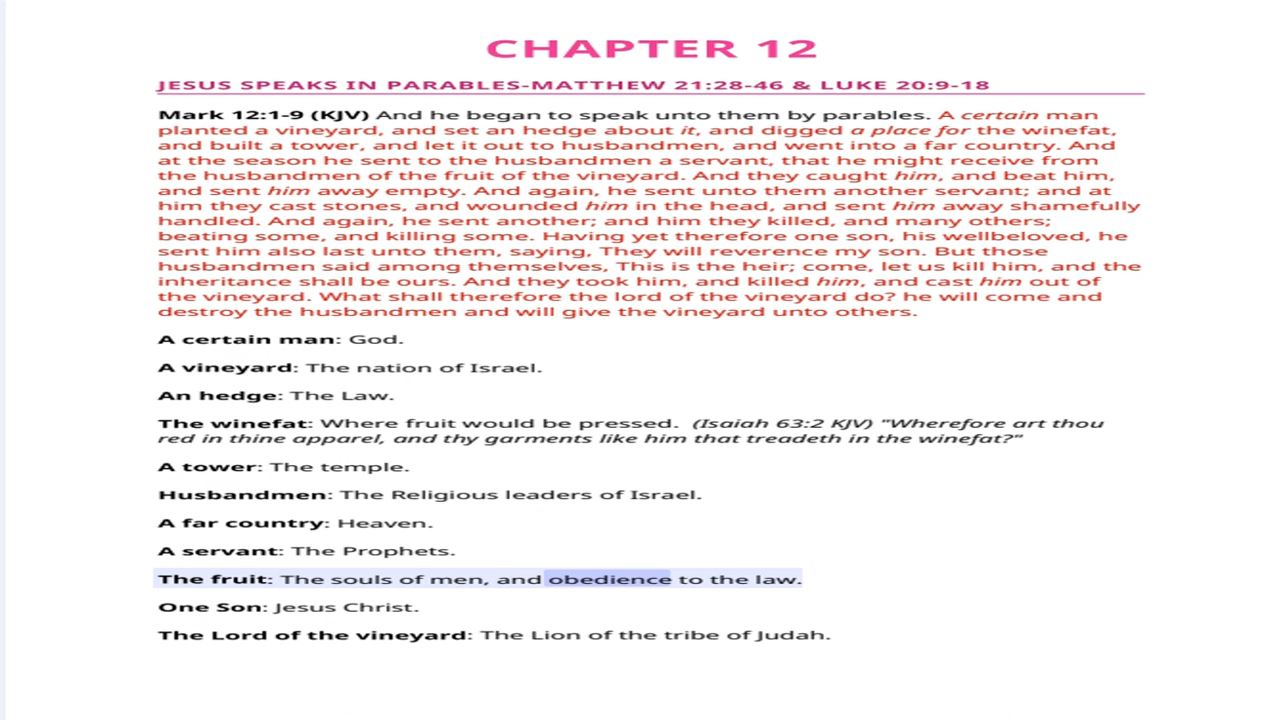 CHAPTER 12
JESUS SPEAKS IN PARABLES-MATTHEW 21:28-46 & LUKE 20:9-18
Mark 12:1-9 (KJV) And he began to speak unto them by parables. A certain man
planted a vineyard, and set an hedge about it, and digged a place for the winefat,
and built a tower, and let it out to husbandmen, and went into a far country. And
at the season he sent to the husbandmen a servant, that he might receive from
the husbandmen of the fruit of the vineyard. And they caught him, and beat him,
and sent him away empty. And again, he sent unto them another servant; and at
him they cast stones, and wounded him in the head, and sent him away shamefully
handled. And again, he sent another; and him they killed, and many others;
beating some, and killing some. Having yet therefore one son, his wellbeloved, he
sent him also last unto them, saying, They will reverence my son. But those
husbandmen said among themselves, This is the heir; come, let us kill him, and the
inheritance shall be ours. And they took him, and killed him, and cast him out of
the vineyard. What shall therefore the lord of the vineyard do? he will come and
destroy the husbandmen and will give the vineyard unto others.
A certain man: God.
A vineyard: The nation of Israel.
An hedge: The Law.
The winefat: Where fruit would be pressed. (Isaiah 63:2 KJV) "Wherefore art thou
red in thine apparel, and thy garments like him that treadeth in the winefat?"
A tower: The temple.
Husbandmen: The Religious leaders of Israel.
A far country: Heaven.
A servant: The Prophets.
The fruit: The souls of men, and obedience to the law.
One Son: Jesus Christ.
The Lord of the vineyard: The Lion of the tribe of Judah.